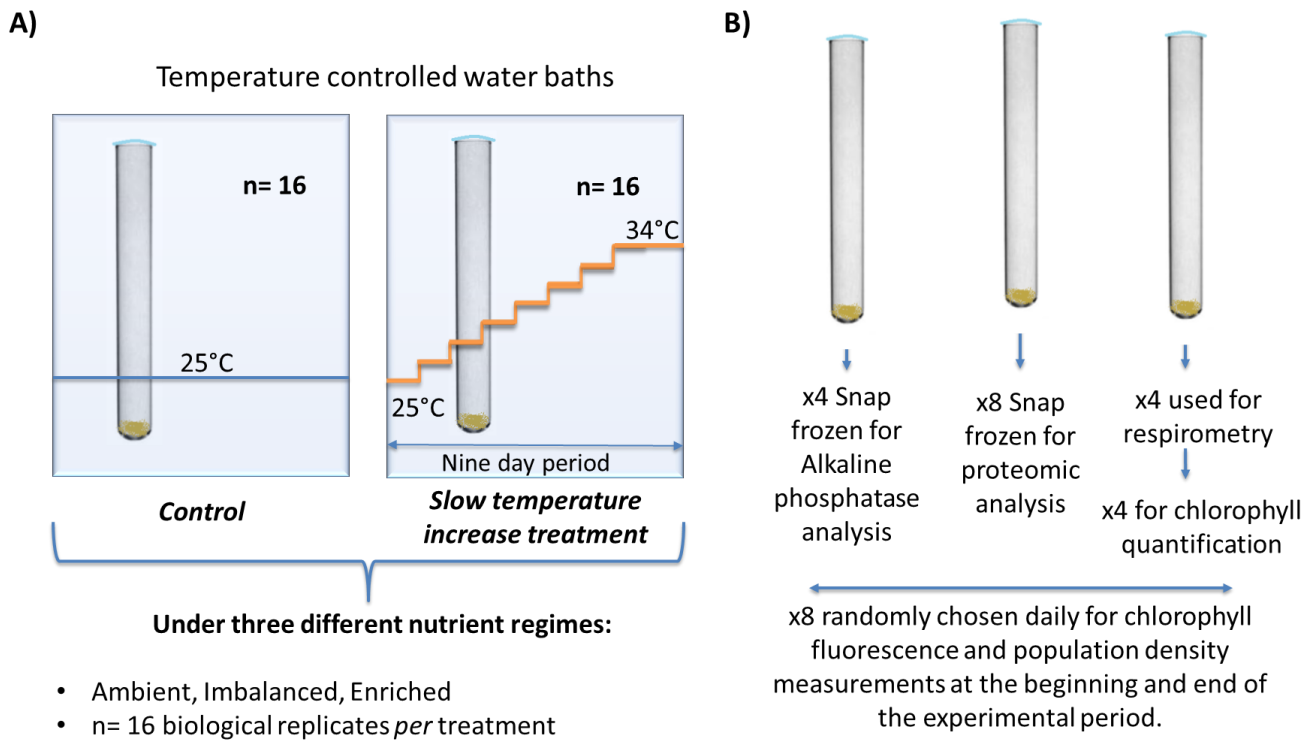 A)
Temperature controlled water baths
n= 16
25°C
Control
n= 16
34°C
25°C
Nine day period
Slow temperature
increase treatment
Under three different nutrient regimes:
• Ambient, Imbalanced, Enriched
• n= 16 biological replicates per treatment
B)
x4 Snap
frozen for
Alkaline
phosphatase
analysis
x8 Snap
frozen for
proteomic
analysis
x4 used for
respirometry
x4 for chlorophyll
quantification
x8 randomly chosen daily for chlorophyll
fluorescence and population density
measurements at the beginning and end of
the experimental period.